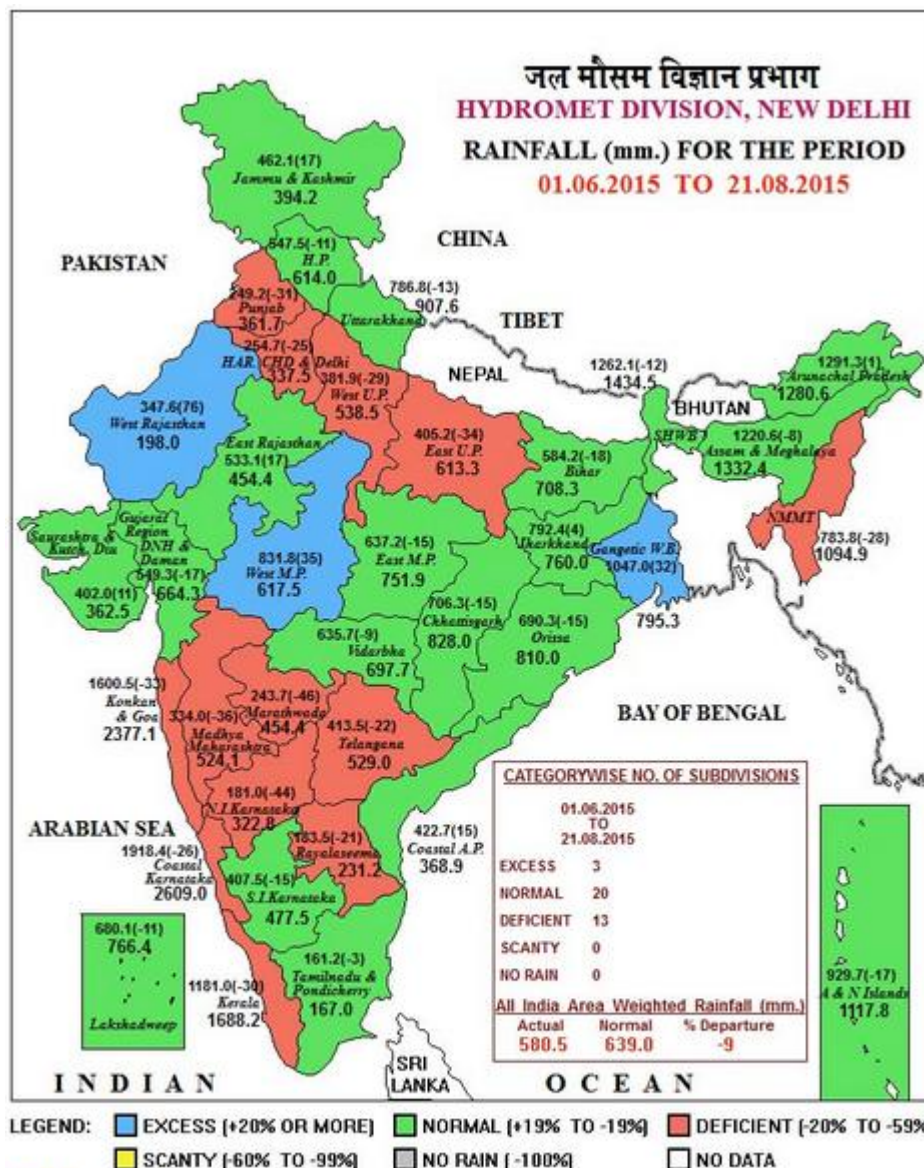 जल मौसम विज्ञान प्रभाग
HYDROMET DIVISION, NEW DELHI
RAINFALL (mm.) FOR THE PERIOD
01.06.2015 TO 21.08.2015
462.1(17)
Jammu & Kashmir
394.2
CHINA
PAKISTAN
547.5(-11)
H.P.
614.0
249.2(-31)
Punjab
361.7
786.8(-13)
907.6
Uttarakhand
TIBET
254.7(-25)
HAR. CHD & Delhi
337.5
381.9(-29)
West U.P.
538.5
NEPAL
1262.1(-12)
1434.5
1291.3(1)
Arunachal Pradesh
1280.6
BHUTAN
347.6(76)
West Rajasthan
198.0
East Rajasthan
533.1(17)
454.4
405.2(-34)
East U.P.
613.3
584.2(-18)
Bihar
708.3
SHWB
1220.6(-8)
Assam & Meghalaya
1332.4
NMMT
783.8(-28)
1094.9
Saurashtra &
Kutch, Diu
402.0(11)
362.5
Gujarat
Region
DNH &
Daman
549.3(-17)
664.3
831.8(35)
West M.P.
617.5
637.2(-15)
East M.P.
751.9
792.4(4)
Jharkhand
760.0
Gangetic W.B.
1047.0(32)
795.3
706.3(-15)
Chhattisgarh
828.0
690.3(-15)
Orissa
810.0
635.7(-9)
Vidarbha
697.7
1600.5(-33)
Konkan
& Goa
2377.1
334.0(-36)
Madhya
Maharashtra
524.1
243.7(-46)
Marathwada
454.4
413.5(-22)
Telangana
529.0
BAY OF BENGAL
181.0(-44)
N.I.Karnataka
322.8
ARABIAN SEA
1918.4(-26)
Coastal
Karnataka
2609.0
183.5(-21)
Rayalaseema
231.2
422.7(15)
Coastal A.P.
368.9
407.5(-15)
S.I.Karnataka
477.5
680.1(-11)
766.4
Lakshadweep
1181.0(-30)
Kerala
1688.2
161.2(-3)
Tamilnadu &
Pondicherry
167.0
929.7(-17)
A & N Islands
1117.8
CATEGORYWISE NO. OF SUBDIVISIONS
01.06.2015
TO
21.08.2015
EXCESS 3
NORMAL 20
DEFICIENT 13
SCANTY 0
NO RAIN 0
All India Area Weighted Rainfall (mm.)
Actual Normal % Departure
580.5 639.0 -9
SRI
LANKA
INDIAN OCEAN
LEGEND: EXCESS (+20% OR MORE) NORMAL (+19% TO -19%) DEFICIENT (-20% TO -59%
SCANTY (-60% TO -99%) NO RAIN (-100%) NO DATA